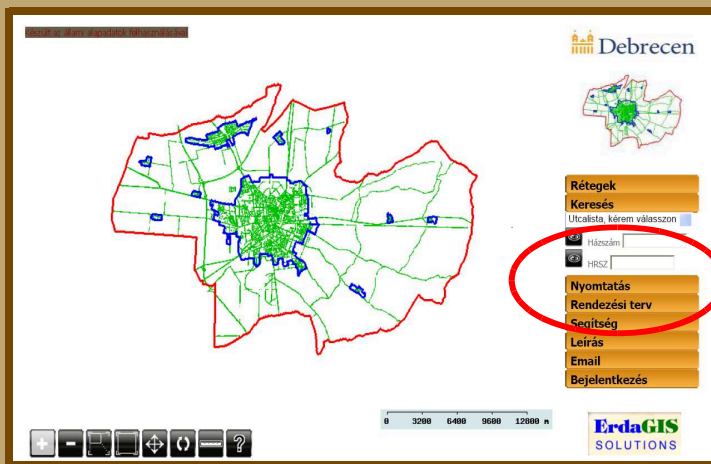 Készült az állami alapadatok felhasználásával
Debrecen
Rétegek
Keresés
Utcalista, kérem válasszon
Házszám
HRSZ
Nyomtatás
Rendezési terv
Segítség
Leírás
Email
Bejelentkezés
0 3200 6400 9600 12800 m
ErdaGIS
SOLUTIONS